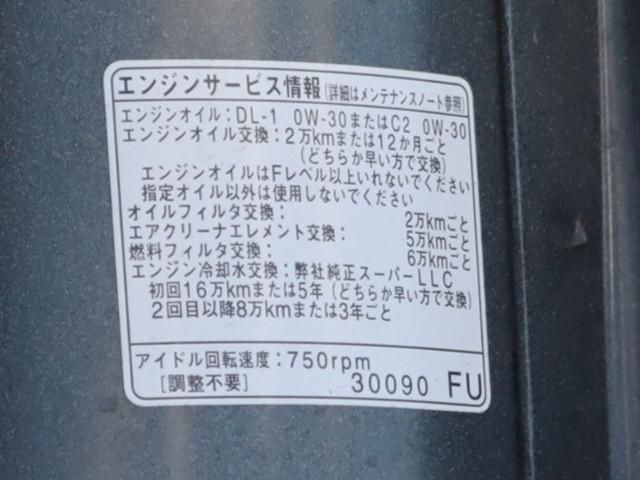 エンジンサービス情報(詳細はメンテナンスノート参照)
エンジンオイル:DL-1 0W-30またはC2 0W-30
エンジンオイル交換:2万kmまたは12か月ごと
(どちらか早い方で交換)
エンジンオイルはFレベル以上いれないでください
指定オイル以外は使用しないでください
オイルフィルタ交換: 2万kmごと
エアクリーナエレメント交換: 5万kmごと
燃料フィルタ交換: 6万kmごと
エンジン冷却水交換:弊社純正スーパーLLC
初回16万kmまたは5年(どちらか早い方で交換)
2回目以降8万kmまたは3年ごと
アイドル回転速度:750rpm
[調整不要] 30090 FU